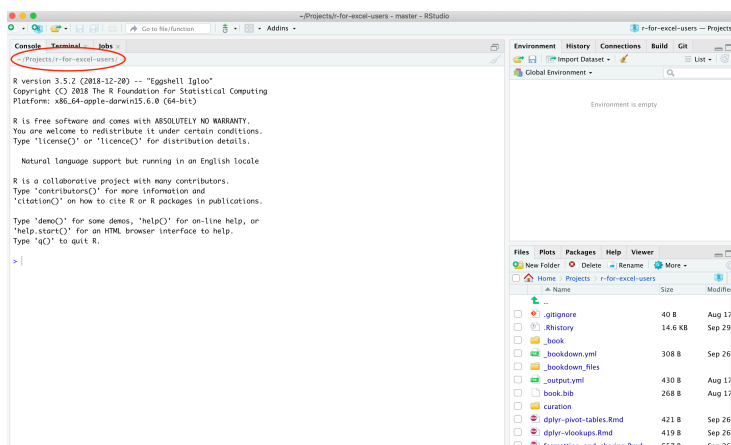 ~/Projects/r-for-excel-users - master - RStudio
Go to file/function
Addins
r-for-excel-users — Projects
Console Terminal Jobs
~/Projects/r-for-excel-users/
R version 3.5.2 (2018-12-20) -- "Eggshell Igloo"
Copyright (C) 2018 The R Foundation for Statistical Computing
Platform: x86_64-apple-darwin15.6.0 (64-bit)
R is free software and comes with ABSOLUTELY NO WARRANTY.
You are welcome to redistribute it under certain conditions.
Type 'license()' or 'licence()' for distribution details.
Natural language support but running in an English locale
R is a collaborative project with many contributors.
Type 'contributors()' for more information and
'citation()' on how to cite R or R packages in publications.
Type 'demo()' for some demos, 'help()' for on-line help, or
'help.start()' for an HTML browser interface to help.
Type 'q()' to quit R.
>
Environment History Connections Build Git
Import Dataset List
Global Environment
Environment is empty
Files Plots Packages Help Viewer
New Folder Delete Rename More
Home Projects r-for-excel-users
Name Size Modifie
..
.gitignore 40 B Aug 17
.Rhistory 14.6 KB Sep 29
_book
_bookdown.yml 308 B Sep 26
_bookdown_files
_output.yml 430 B Aug 17
book.bib 268 B Aug 17
curation
dplyr-pivot-tables.Rmd 421 B Sep 26
dplyr-vlookups.Rmd 419 B Sep 26